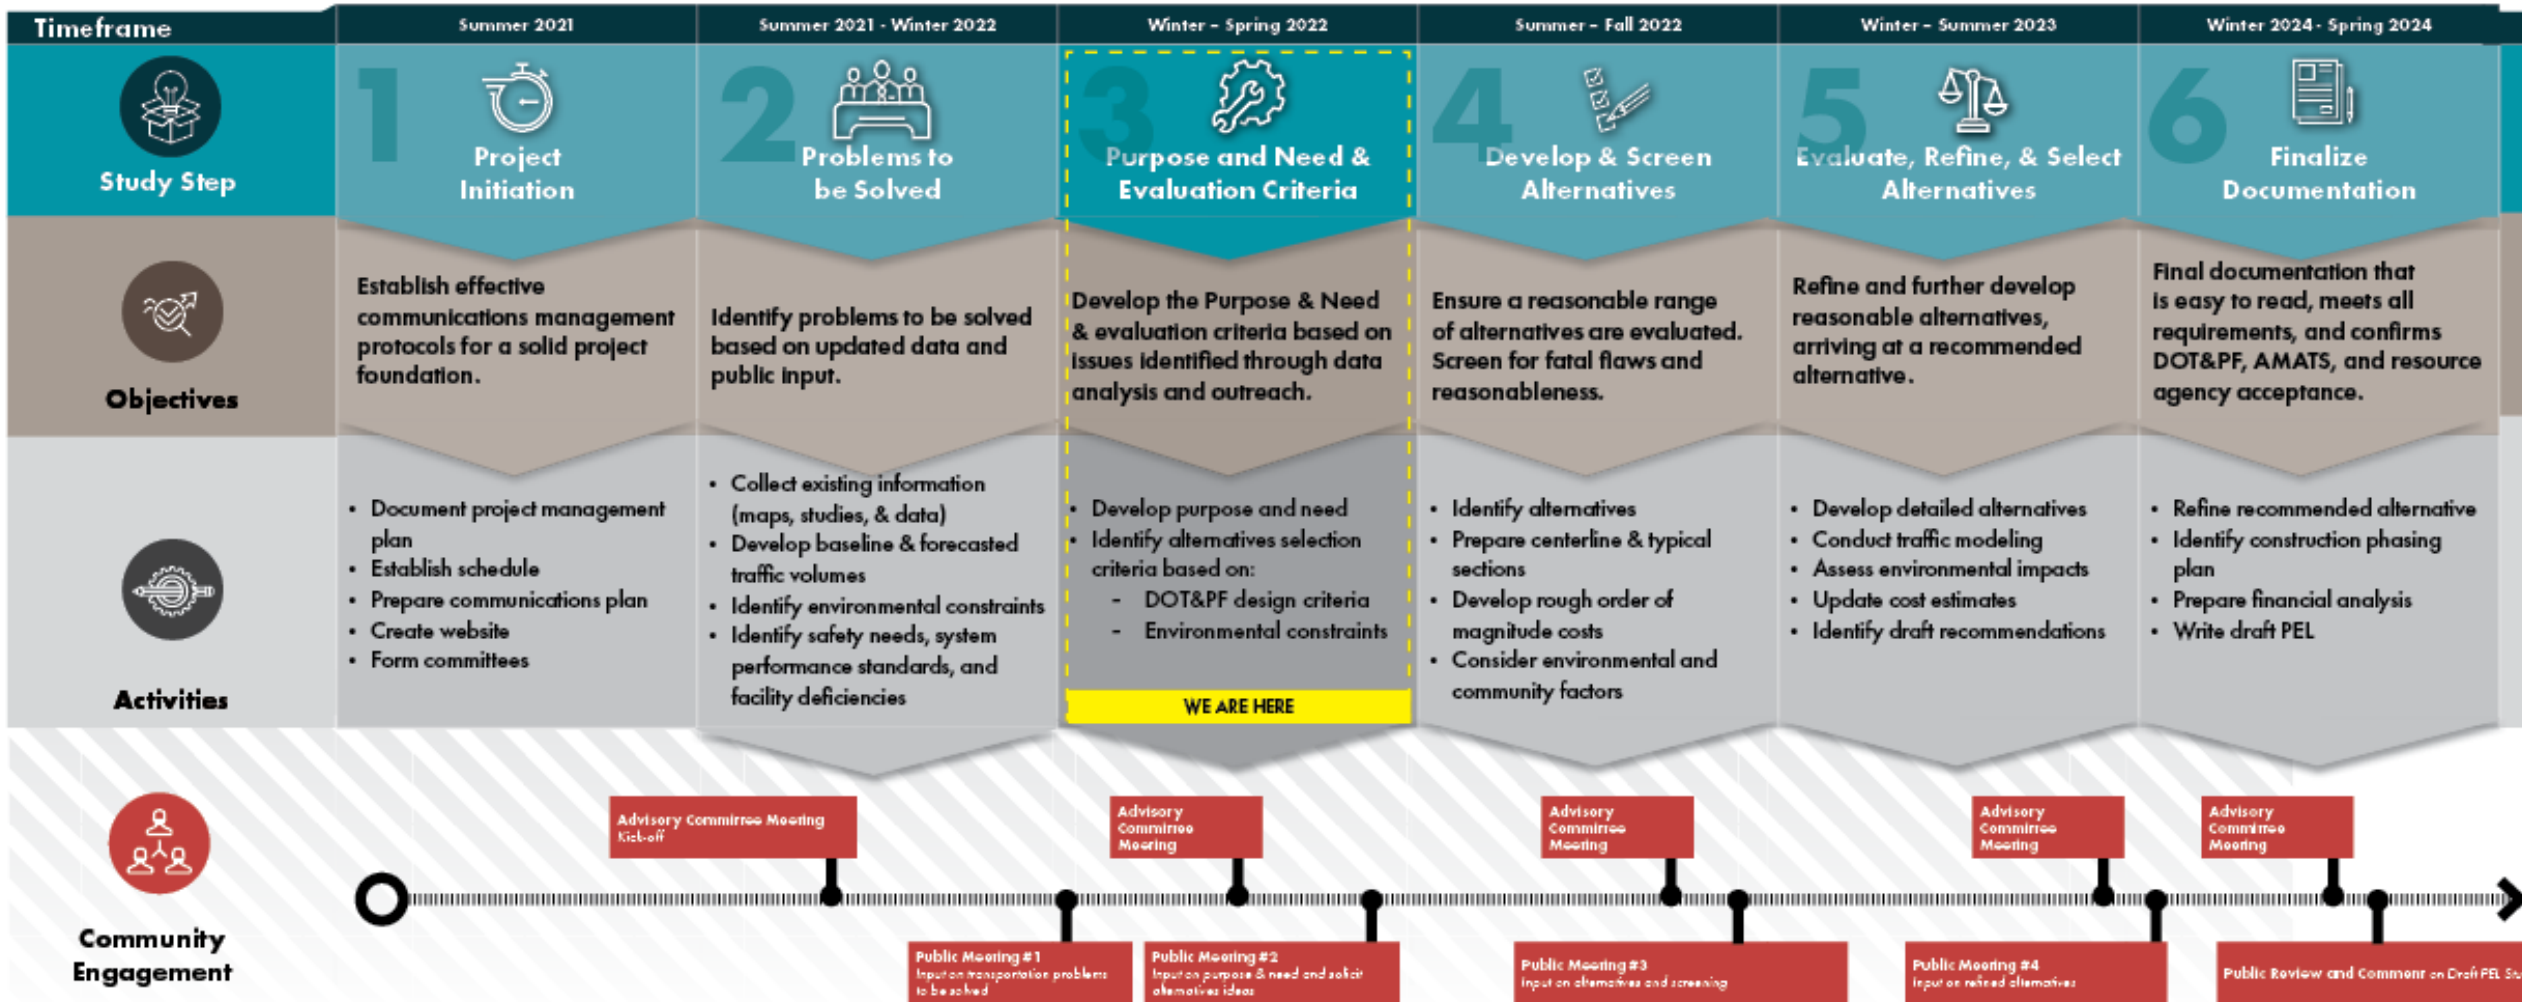 Timeframe
Summer 2021
Summer 2021 - Winter 2022
Winter – Spring 2022
Summer – Fall 2022
Winter – Summer 2023
Winter 2024 - Spring 2024
Study Step
1
Project
Initiation
2
Problems to
be Solved
3
Purpose and Need &
Evaluation Criteria
4
Develop & Screen
Alternatives
5
Evaluate, Refine, & Select
Alternatives
6
Finalize
Documentation
Objectives
Establish effective
communications management
protocols for a solid project
foundation.
Identify problems to be solved
based on updated data and
public input.
Develop the Purpose & Need
& evaluation criteria based on
issues identified through data
analysis and outreach.
Ensure a reasonable range
of alternatives are evaluated.
Screen for fatal flaws and
reasonableness.
Refine and further develop
reasonable alternatives,
arriving at a recommended
alternative.
Final documentation that
is easy to read, meets all
requirements, and confirms
DOT&PF, AMATS, and resource
agency acceptance.
Activities
• Document project management
plan
• Establish schedule
• Prepare communications plan
• Create website
• Form committees
• Collect existing information
(maps, studies, & data)
• Develop baseline & forecasted
traffic volumes
• Identify environmental constraints
• Identify safety needs, system
performance standards, and
facility deficiencies
• Develop purpose and need
• Identify alternatives selection
criteria based on:
- DOT&PF design criteria
- Environmental constraints
WE ARE HERE
• Identify alternatives
• Prepare centerline & typical
sections
• Develop rough order of
magnitude costs
• Consider environmental and
community factors
• Develop detailed alternatives
• Conduct traffic modeling
• Assess environmental impacts
• Update cost estimates
• Identify draft recommendations
• Refine recommended alternative
• Identify construction phasing
plan
• Prepare financial analysis
• Write draft PEL
Community
Engagement
Advisory Committee Meeting
Kick-off
Advisory
Committee
Meeting
Advisory
Committee
Meeting
Advisory
Committee
Meeting
Advisory
Committee
Meeting
Public Meeting #1
Input on transportation problems
to be solved
Public Meeting #2
Input on purpose & need and solicit
alternatives ideas
Public Meeting #3
Input on alternatives and screening
Public Meeting #4
Input on refined alternatives
Public Review and Comment on Draft PEL